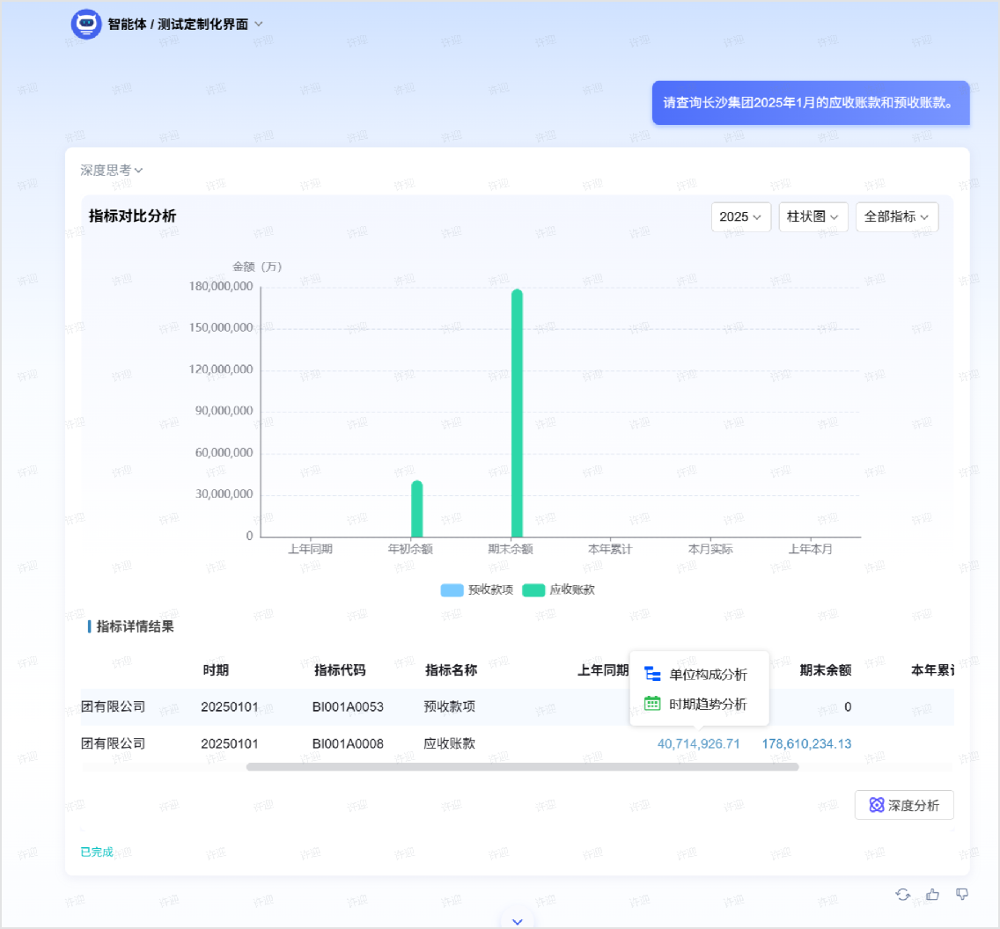 智能体 / 测试定制化界面
请查询长沙集团2025年1月的应收账款和预收账款。
深度思考
指标对比分析
2025
柱状图
全部指标
金额（万）
180,000,000
150,000,000
120,000,000
90,000,000
60,000,000
30,000,000
0
上年同期 年初余额 期末余额 本年累计 本月实际 上年本月
预收款项 应收账款
指标详情结果
时期 指标代码 指标名称 上年同期 期末余额 本年累计
单位构成分析
时期趋势分析
团有限公司 20250101 BI001A0053 预收款项 0
团有限公司 20250101 BI001A0008 应收账款 40,714,926.71 178,610,234.13
深度分析
已完成
许迎